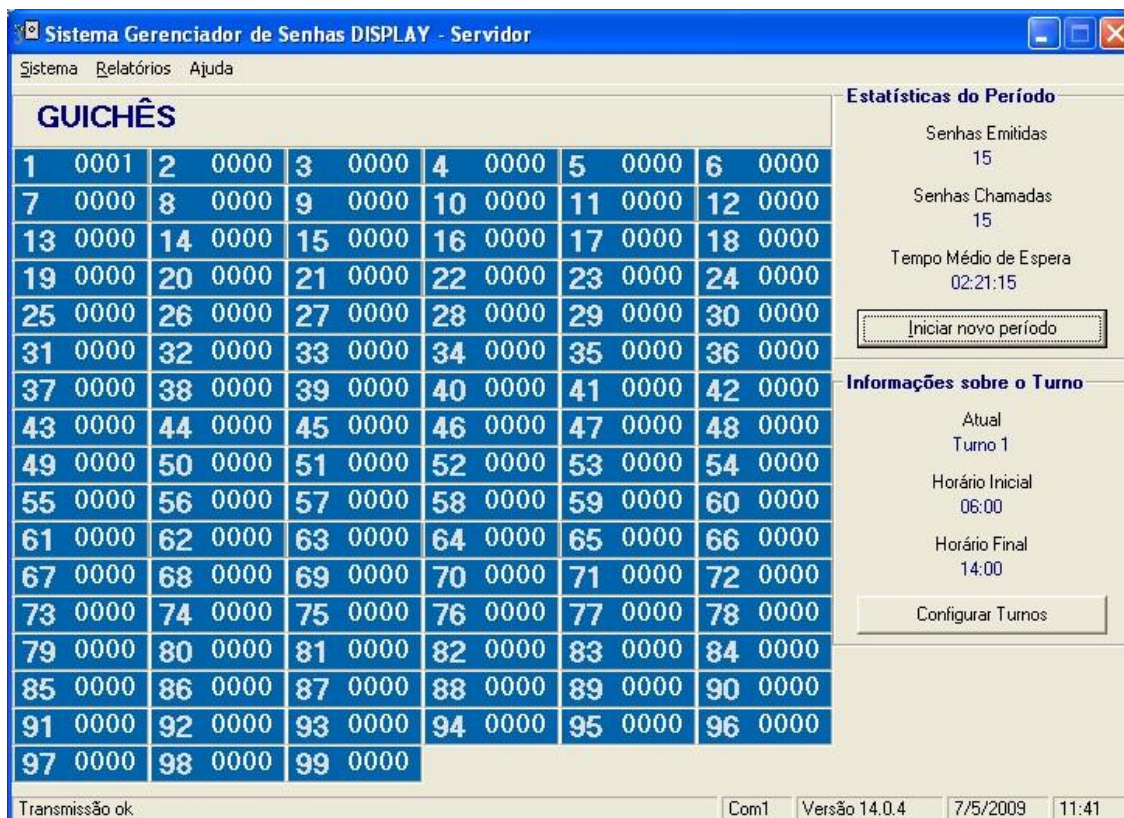 Sistema Gerenciador de Senhas DISPLAY - Servidor
Sistema Relatórios Ajuda
GUICHÊS
1 0001 2 0000 3 0000 4 0000 5 0000 6 0000
7 0000 8 0000 9 0000 10 0000 11 0000 12 0000
13 0000 14 0000 15 0000 16 0000 17 0000 18 0000
19 0000 20 0000 21 0000 22 0000 23 0000 24 0000
25 0000 26 0000 27 0000 28 0000 29 0000 30 0000
31 0000 32 0000 33 0000 34 0000 35 0000 36 0000
37 0000 38 0000 39 0000 40 0000 41 0000 42 0000
43 0000 44 0000 45 0000 46 0000 47 0000 48 0000
49 0000 50 0000 51 0000 52 0000 53 0000 54 0000
55 0000 56 0000 57 0000 58 0000 59 0000 60 0000
61 0000 62 0000 63 0000 64 0000 65 0000 66 0000
67 0000 68 0000 69 0000 70 0000 71 0000 72 0000
73 0000 74 0000 75 0000 76 0000 77 0000 78 0000
79 0000 80 0000 81 0000 82 0000 83 0000 84 0000
85 0000 86 0000 87 0000 88 0000 89 0000 90 0000
91 0000 92 0000 93 0000 94 0000 95 0000 96 0000
97 0000 98 0000 99 0000
Estatísticas do Período
Senhas Emitidas
15
Senhas Chamadas
15
Tempo Médio de Espera
02:21:15
Iniciar novo período
Informações sobre o Turno
Atual
Turno 1
Horário Inicial
06:00
Horário Final
14:00
Configurar Turnos
Transmissão ok Com1 Versão 14.0.4 7/5/2009 11:41